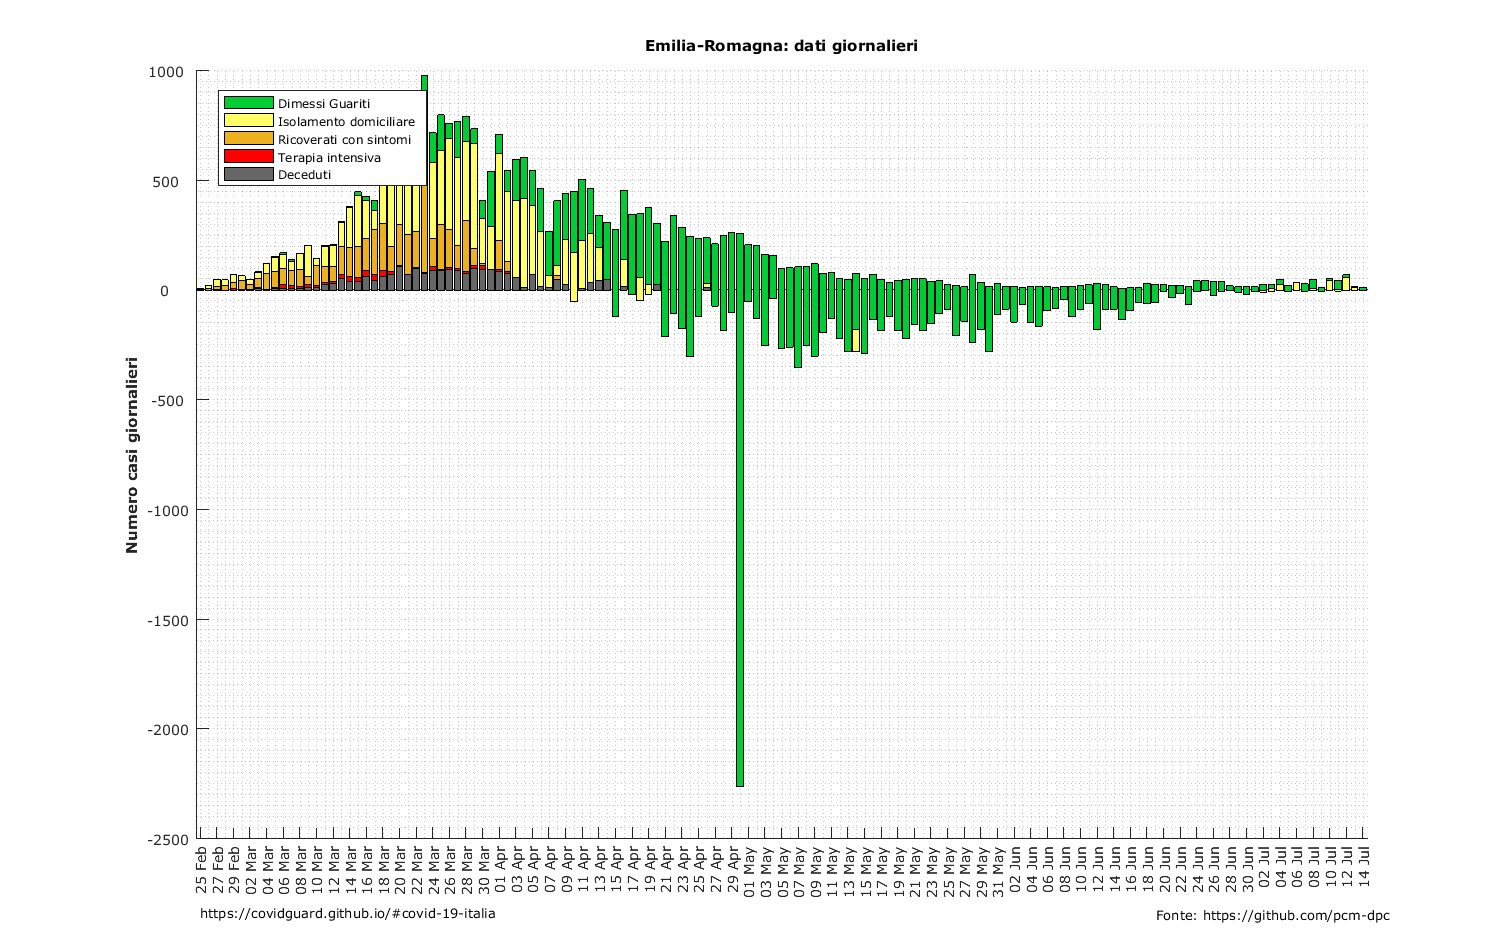 Emilia-Romagna: dati giornalieri
1000
500
0
-500
-1000
-1500
-2000
-2500
Numero casi giornalieri
Dimessi Guariti
Isolamento domiciliare
Ricoverati con sintomi
Terapia intensiva
Deceduti
25 Feb
27 Feb
29 Feb
02 Mar
04 Mar
06 Mar
08 Mar
10 Mar
12 Mar
14 Mar
16 Mar
18 Mar
20 Mar
22 Mar
24 Mar
26 Mar
28 Mar
30 Mar
01 Apr
03 Apr
05 Apr
07 Apr
09 Apr
11 Apr
13 Apr
15 Apr
17 Apr
19 Apr
21 Apr
23 Apr
25 Apr
27 Apr
29 Apr
01 May
03 May
05 May
07 May
09 May
11 May
13 May
15 May
17 May
19 May
21 May
23 May
25 May
27 May
29 May
31 May
02 Jun
04 Jun
06 Jun
08 Jun
10 Jun
12 Jun
14 Jun
16 Jun
18 Jun
20 Jun
22 Jun
24 Jun
26 Jun
28 Jun
30 Jun
02 Jul
04 Jul
06 Jul
08 Jul
10 Jul
12 Jul
14 Jul
https://covidguard.github.io/#covid-19-italia
Fonte: https://github.com/pcm-dpc